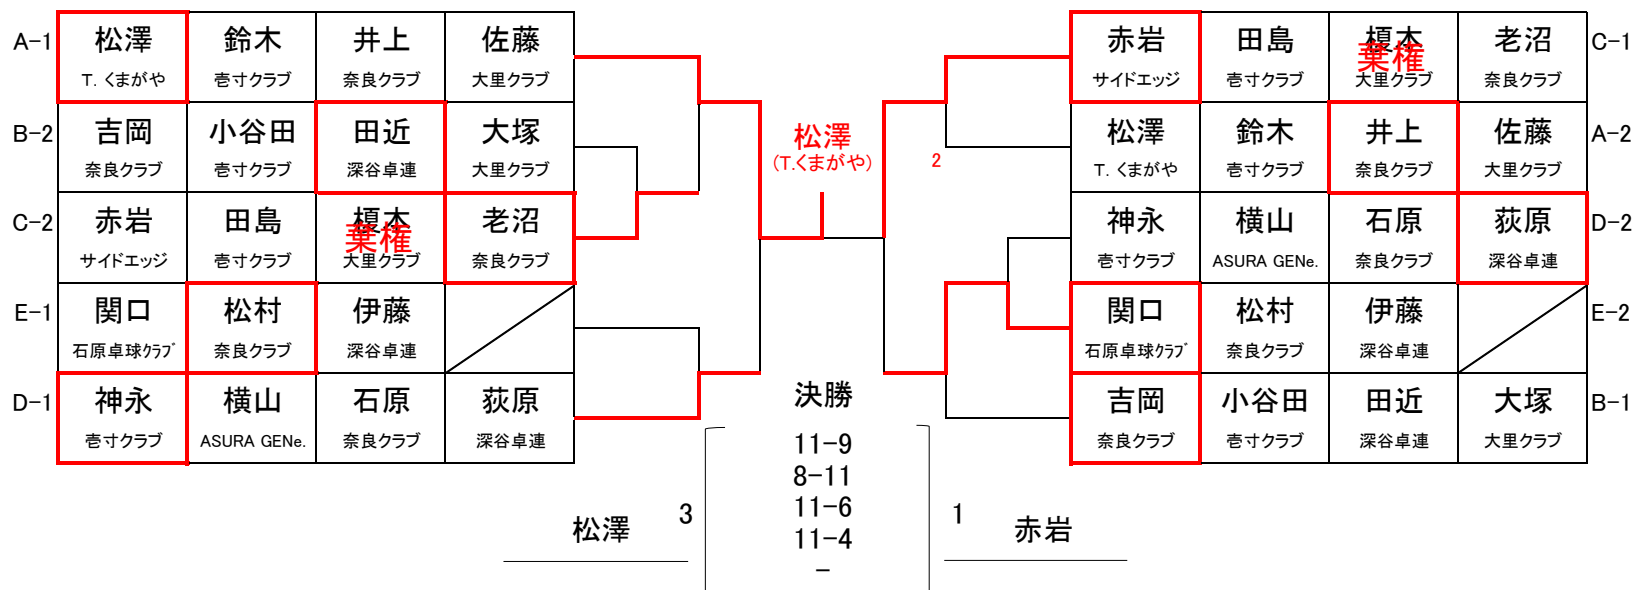 A-1 松澤 鈴木 井上 佐藤
T. くまがや 壱寸クラブ 奈良クラブ 大里クラブ
B-2 吉岡 小谷田 田近 大塚
奈良クラブ 壱寸クラブ 深谷卓連 大里クラブ
C-2 赤岩 田島 榎本 老沼
棄権
サイドエッジ 壱寸クラブ 大里クラブ 奈良クラブ
E-1 関口 松村 伊藤
石原卓球クラブ 奈良クラブ 深谷卓連
D-1 神永 横山 石原 荻原
壱寸クラブ ASURA GENe. 奈良クラブ 深谷卓連
松澤
(T.くまがや)
2
赤岩 田島 榎本 老沼 C-1
棄権
サイドエッジ 壱寸クラブ 大里クラブ 奈良クラブ
松澤 鈴木 井上 佐藤 A-2
T. くまがや 壱寸クラブ 奈良クラブ 大里クラブ
神永 横山 石原 荻原 D-2
壱寸クラブ ASURA GENe. 奈良クラブ 深谷卓連
関口 松村 伊藤 E-2
石原卓球クラブ 奈良クラブ 深谷卓連
吉岡 小谷田 田近 大塚 B-1
奈良クラブ 壱寸クラブ 深谷卓連 大里クラブ
決勝
11-9
8-11
11-6
11-4
-
松澤 3 1 赤岩